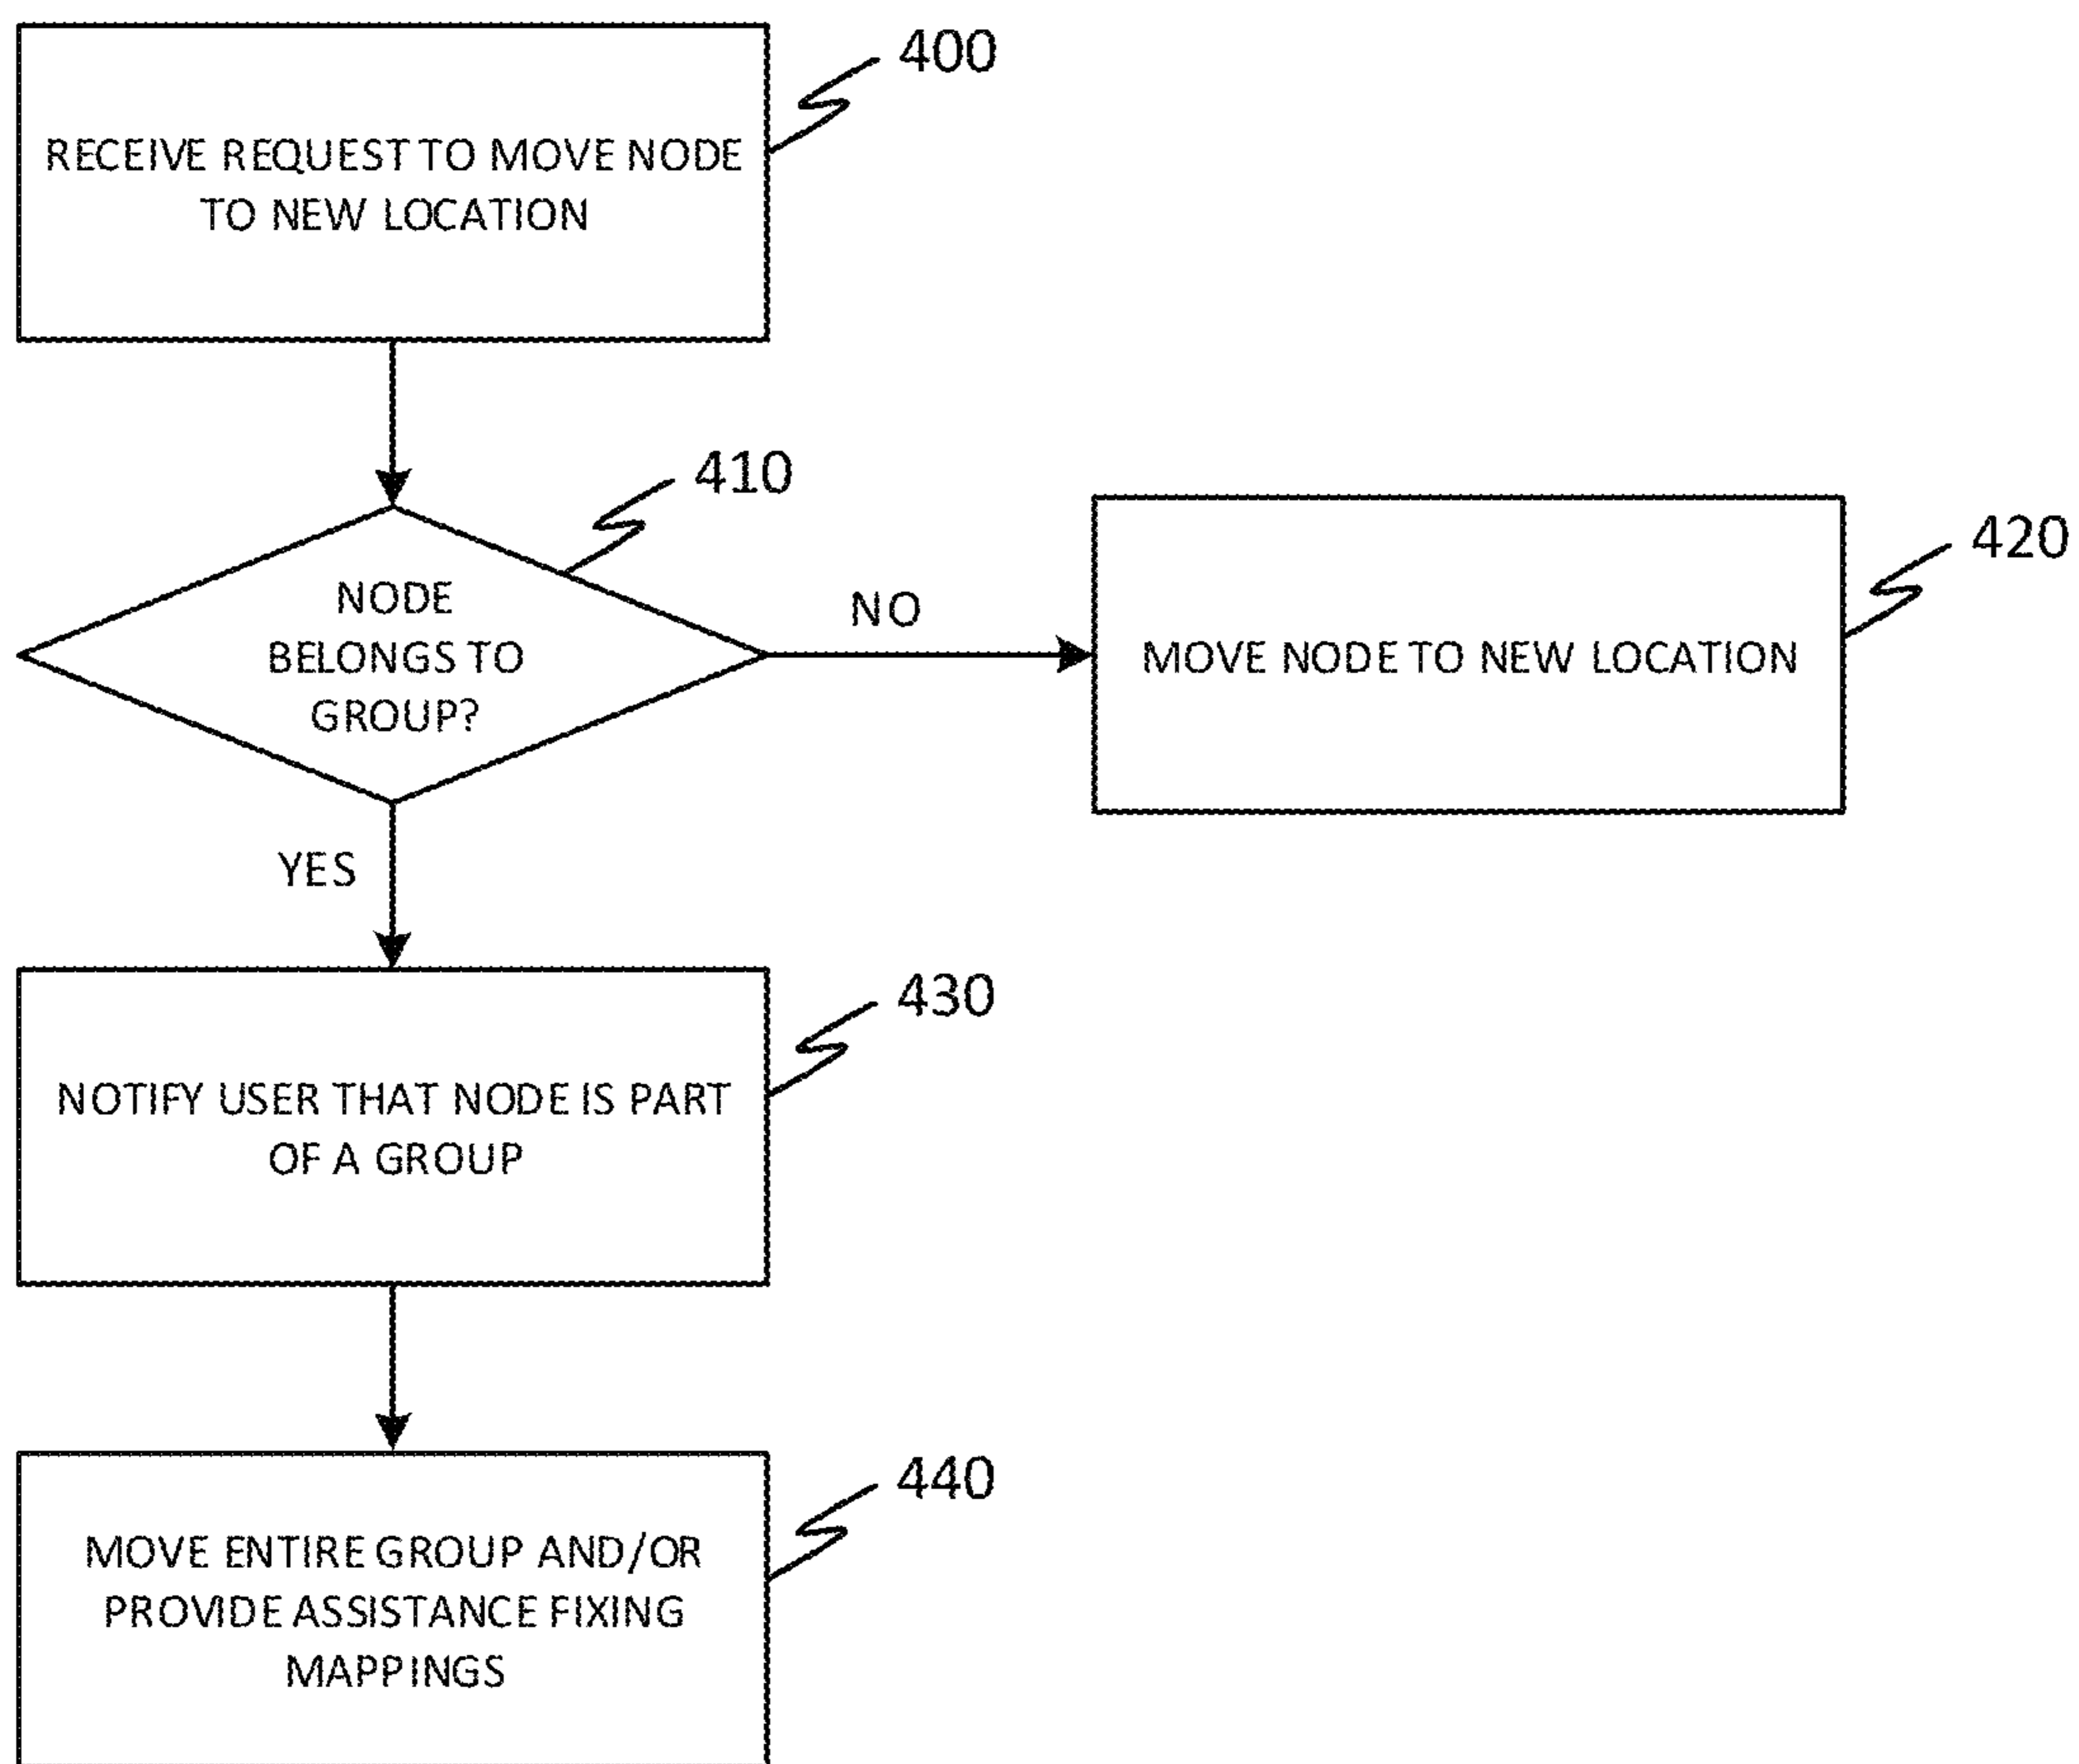 400
RECEIVE REQUEST TO MOVE NODE
TO NEW LOCATION
410
NODE
BELONGS TO
GROUP?
NO
420
MOVE NODE TO NEW LOCATION
YES
430
NOTIFY USER THAT NODE IS PART
OF A GROUP
440
MOVE ENTIRE GROUP AND/OR
PROVIDE ASSISTANCE FIXING
MAPPINGS